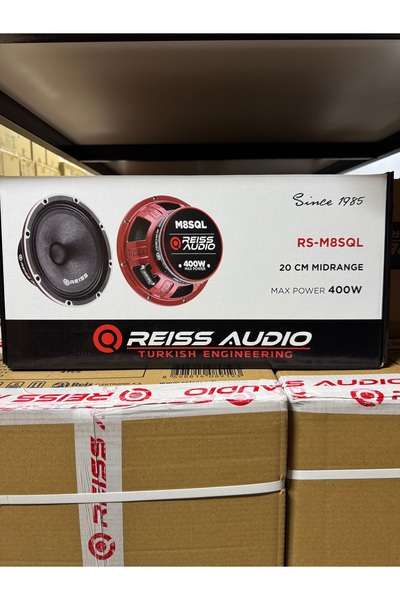 Since 1985
RS-M8SQL
20 CM MIDRANGE
MAX POWER 400W
M8SQL
REISS
AUDIO
400W
MAX POWER
REISS
REISS AUDIO
TURKISH ENGINEERING
REISS AUDIO
REISS